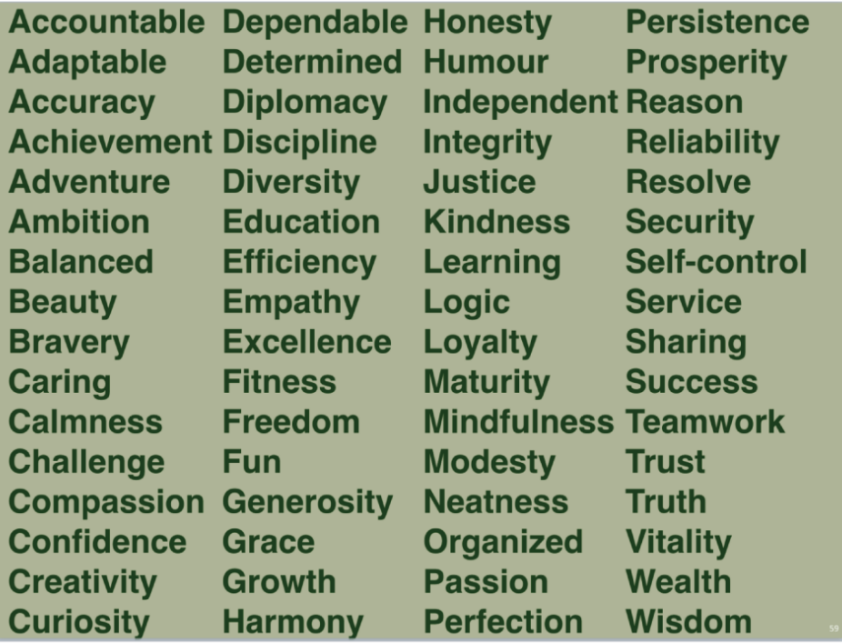 Accountable Dependable Honesty Persistence
Adaptable Determined Humour Prosperity
Accuracy Diplomacy Independent Reason
Achievement Discipline Integrity Reliability
Adventure Diversity Justice Resolve
Ambition Education Kindness Security
Balanced Efficiency Learning Self-control
Beauty Empathy Logic Service
Bravery Excellence Loyalty Sharing
Caring Fitness Maturity Success
Calmness Freedom Mindfulness Teamwork
Challenge Fun Modesty Trust
Compassion Generosity Neatness Truth
Confidence Grace Organized Vitality
Creativity Growth Passion Wealth
Curiosity Harmony Perfection Wisdom
59